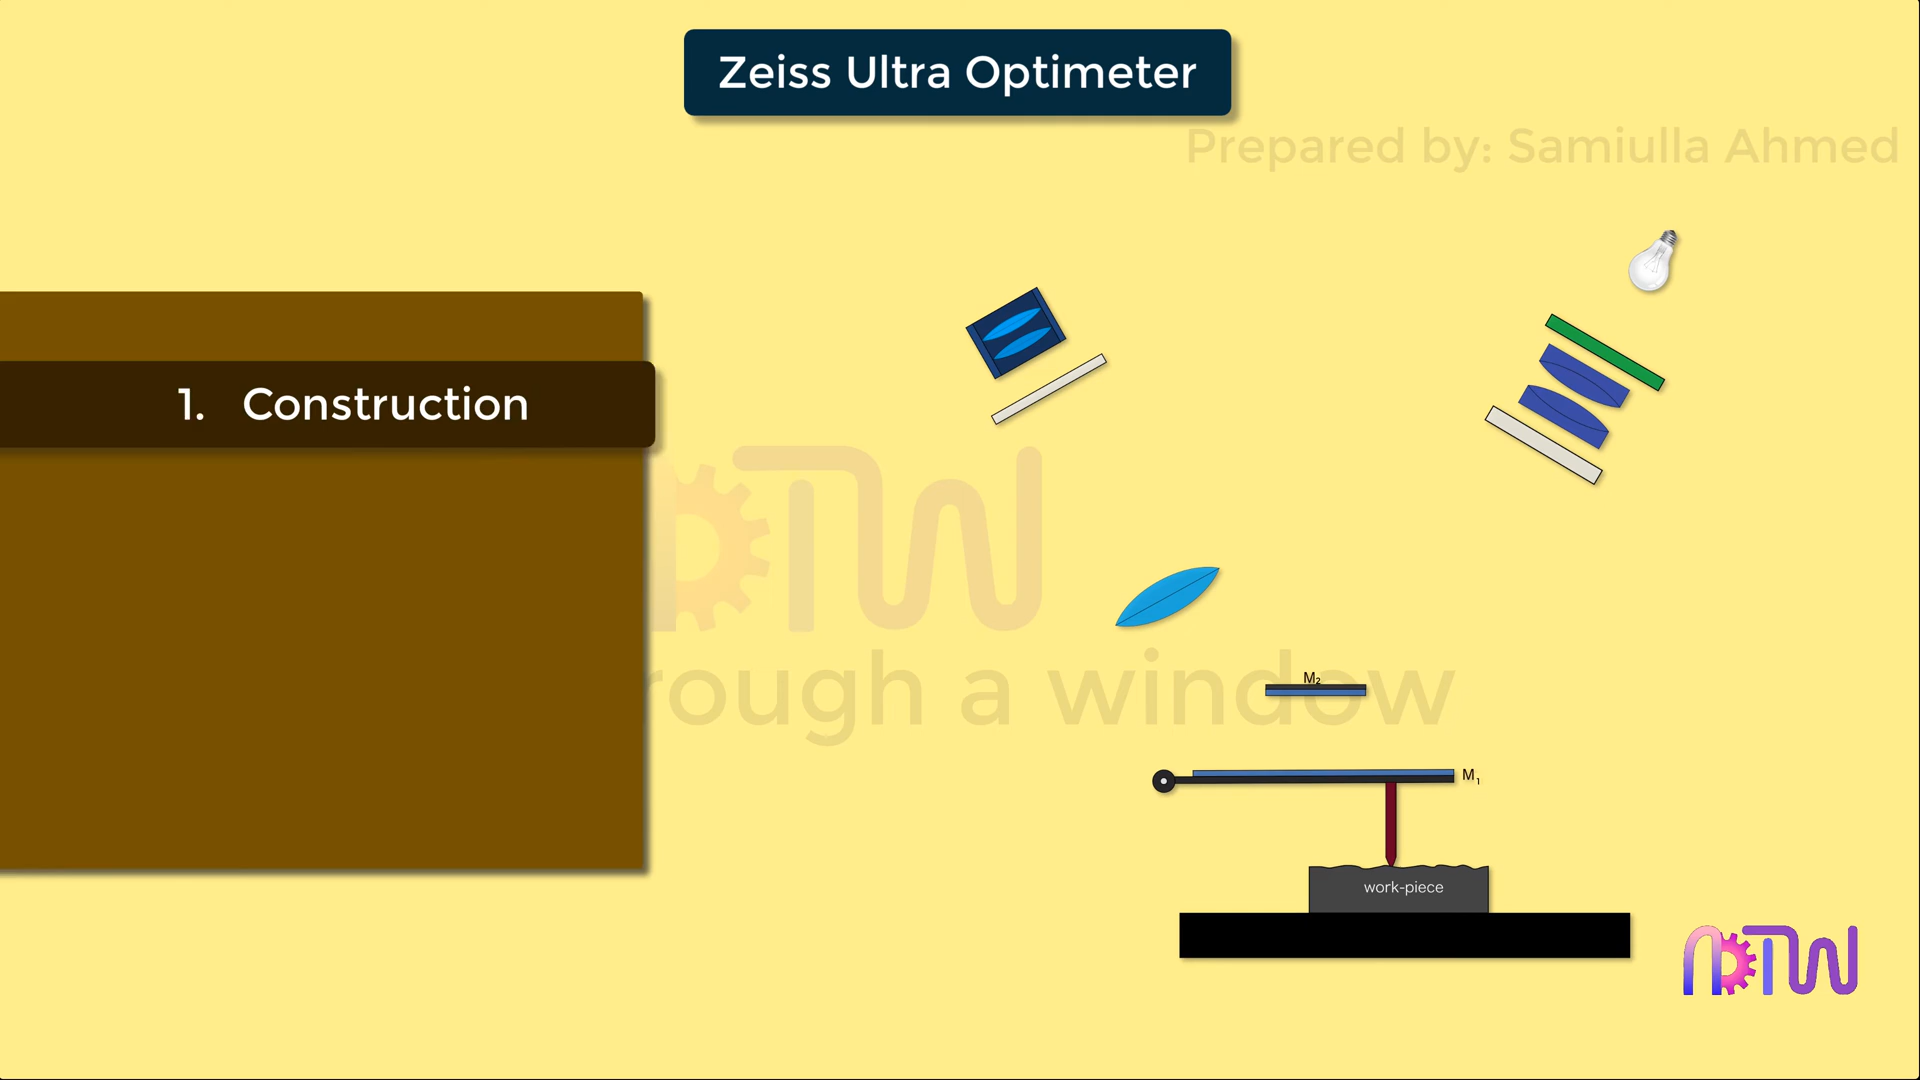 Zeiss Ultra Optimeter
Prepared by: Samiulla Ahmed
1. Construction
rough a window
M₂
M₁
work-piece